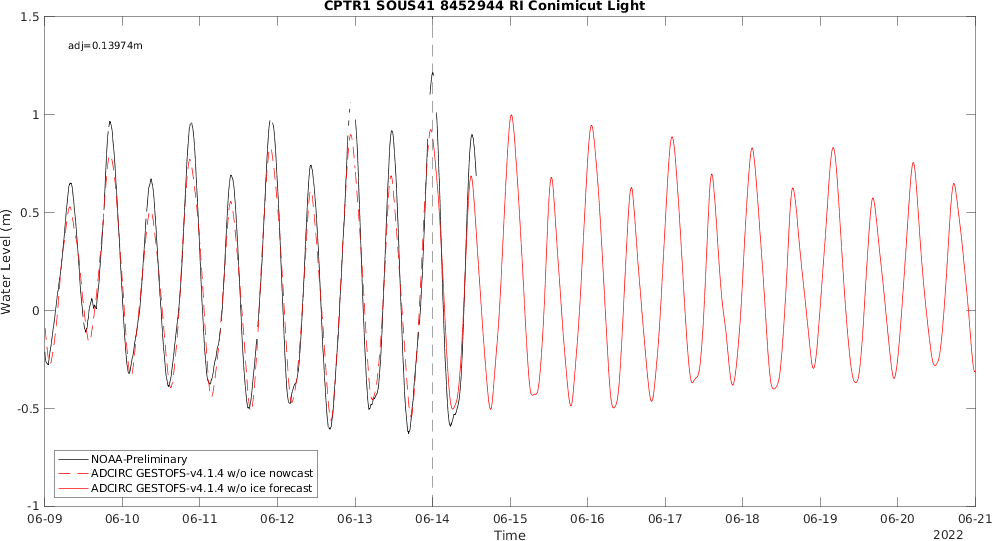 CPTR1 SOUS41 8452944 RI Conimicut Light
1.5
adj=0.13974m
1
0.5
0
-0.5
-1
Water Level (m)
NOAA-Preliminary
ADCIRC GESTOFS-v4.1.4 w/o ice nowcast
ADCIRC GESTOFS-v4.1.4 w/o ice forecast
06-09 06-10 06-11 06-12 06-13 06-14 06-15 06-16 06-17 06-18 06-19 06-20 06-21
Time
2022